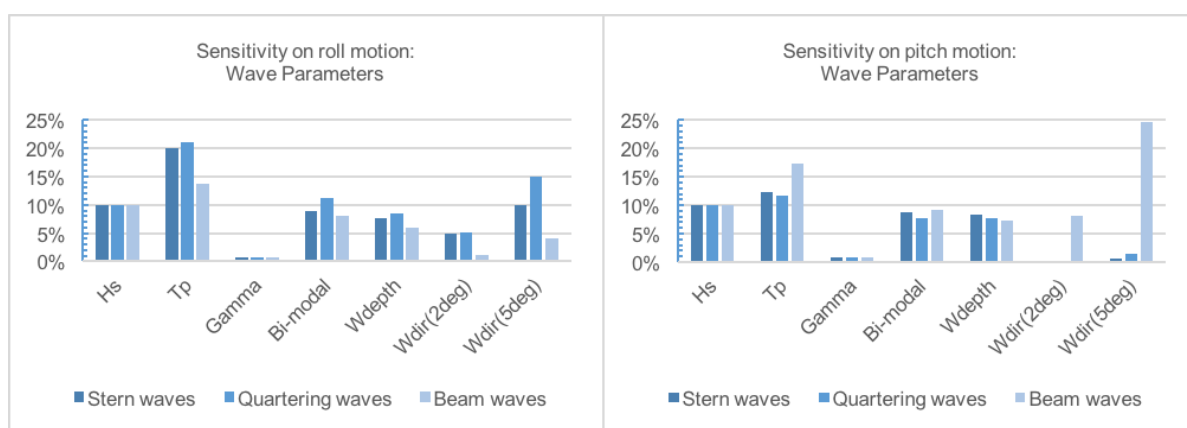 Sensitivity on roll motion:
Wave Parameters
25%
20%
15%
10%
5%
0%
Hs
Tp
Gamma
Bi-modal
Wdepth
Wdir(2deg)
Wdir(5deg)
Stern waves
Quartering waves
Beam waves
Sensitivity on pitch motion:
Wave Parameters
25%
20%
15%
10%
5%
0%
Hs
Tp
Gamma
Bi-modal
Wdepth
Wdir(2deg)
Wdir(5deg)
Stern waves
Quartering waves
Beam waves